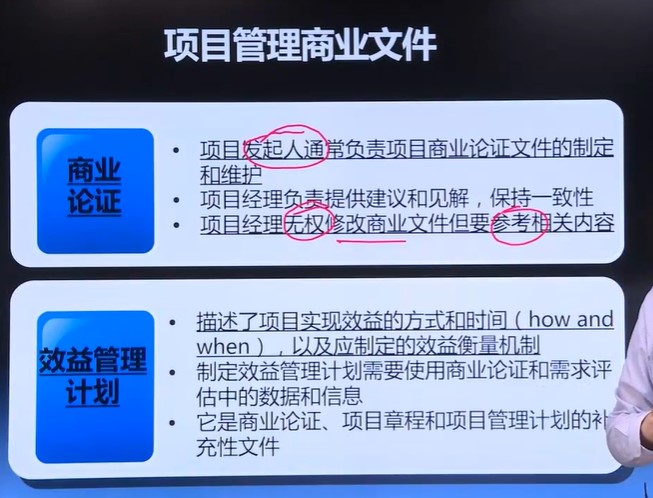 项目管理商业文件
商业
论证
• 项目发起人通常负责项目商业论证文件的制定
和维护
• 项目经理负责提供建议和见解，保持一致性
• 项目经理无权修改商业文件但要参考相关内容
效益管理
计划
• 描述了项目实现效益的方式和时间（how and
when），以及应制定的效益衡量机制
• 制定效益管理计划需要使用商业论证和需求评
估中的数据和信息
• 它是商业论证、项目章程和项目管理计划的补
充性文件